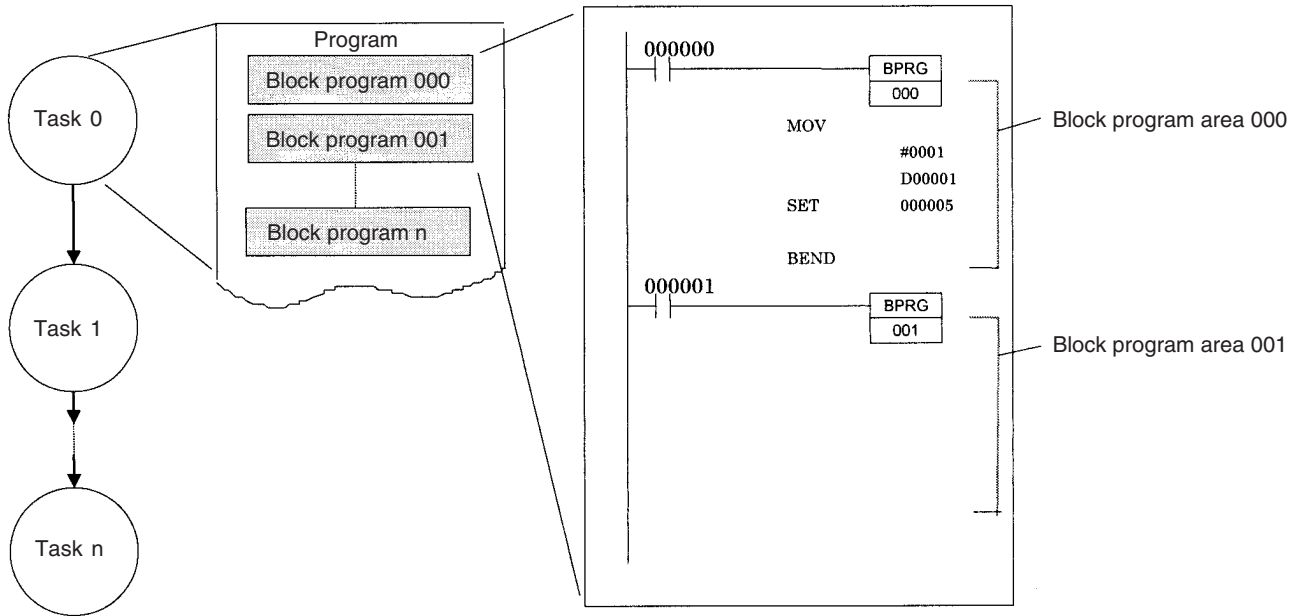 Task 0
Task 1
Task n
Program
Block program 000
Block program 001
Block program n
000000
BPRG
000
MOV
#0001
D00001
SET 000005
BEND
000001
BPRG
001
Block program area 000
Block program area 001